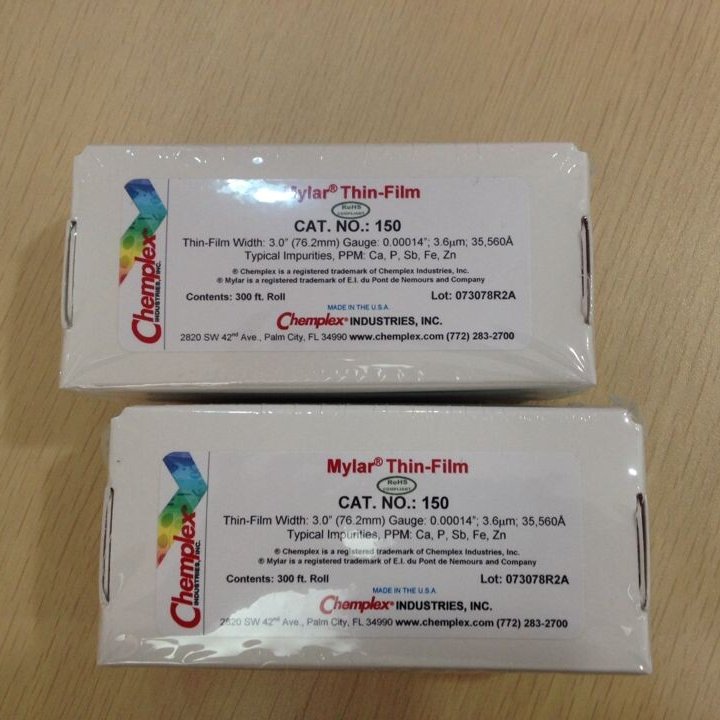 Mylar® Thin-Film
RoHS
COMPLIANT
CAT. NO.: 150
Thin-Film Width: 3.0" (76.2mm) Gauge: 0.00014"; 3.6µm; 35,560Å
Typical Impurities, PPM: Ca, P, Sb, Fe, Zn
® Chemplex is a registered trademark of Chemplex Industries, Inc.
® Mylar is a registered trademark of E.I. du Pont de Nemours and Company
Contents: 300 ft. Roll Lot: 073078R2A
MADE IN THE U.S.A
Chemplex® INDUSTRIES, INC.
2820 SW 42nd Ave., Palm City, FL 34990 www.chemplex.com (772) 283-2700
Chemplex®
INDUSTRIES, INC.
Mylar® Thin-Film
RoHS
COMPLIANT
CAT. NO.: 150
Thin-Film Width: 3.0" (76.2mm) Gauge: 0.00014"; 3.6µm; 35,560Å
Typical Impurities, PPM: Ca, P, Sb, Fe, Zn
® Chemplex is a registered trademark of Chemplex Industries, Inc.
® Mylar is a registered trademark of E.I. du Pont de Nemours and Company
Contents: 300 ft. Roll Lot: 073078R2A
MADE IN THE U.S.A
Chemplex® INDUSTRIES, INC.
2820 SW 42nd Ave., Palm City, FL 34990 www.chemplex.com (772) 283-2700
Chemplex®
INDUSTRIES, INC.